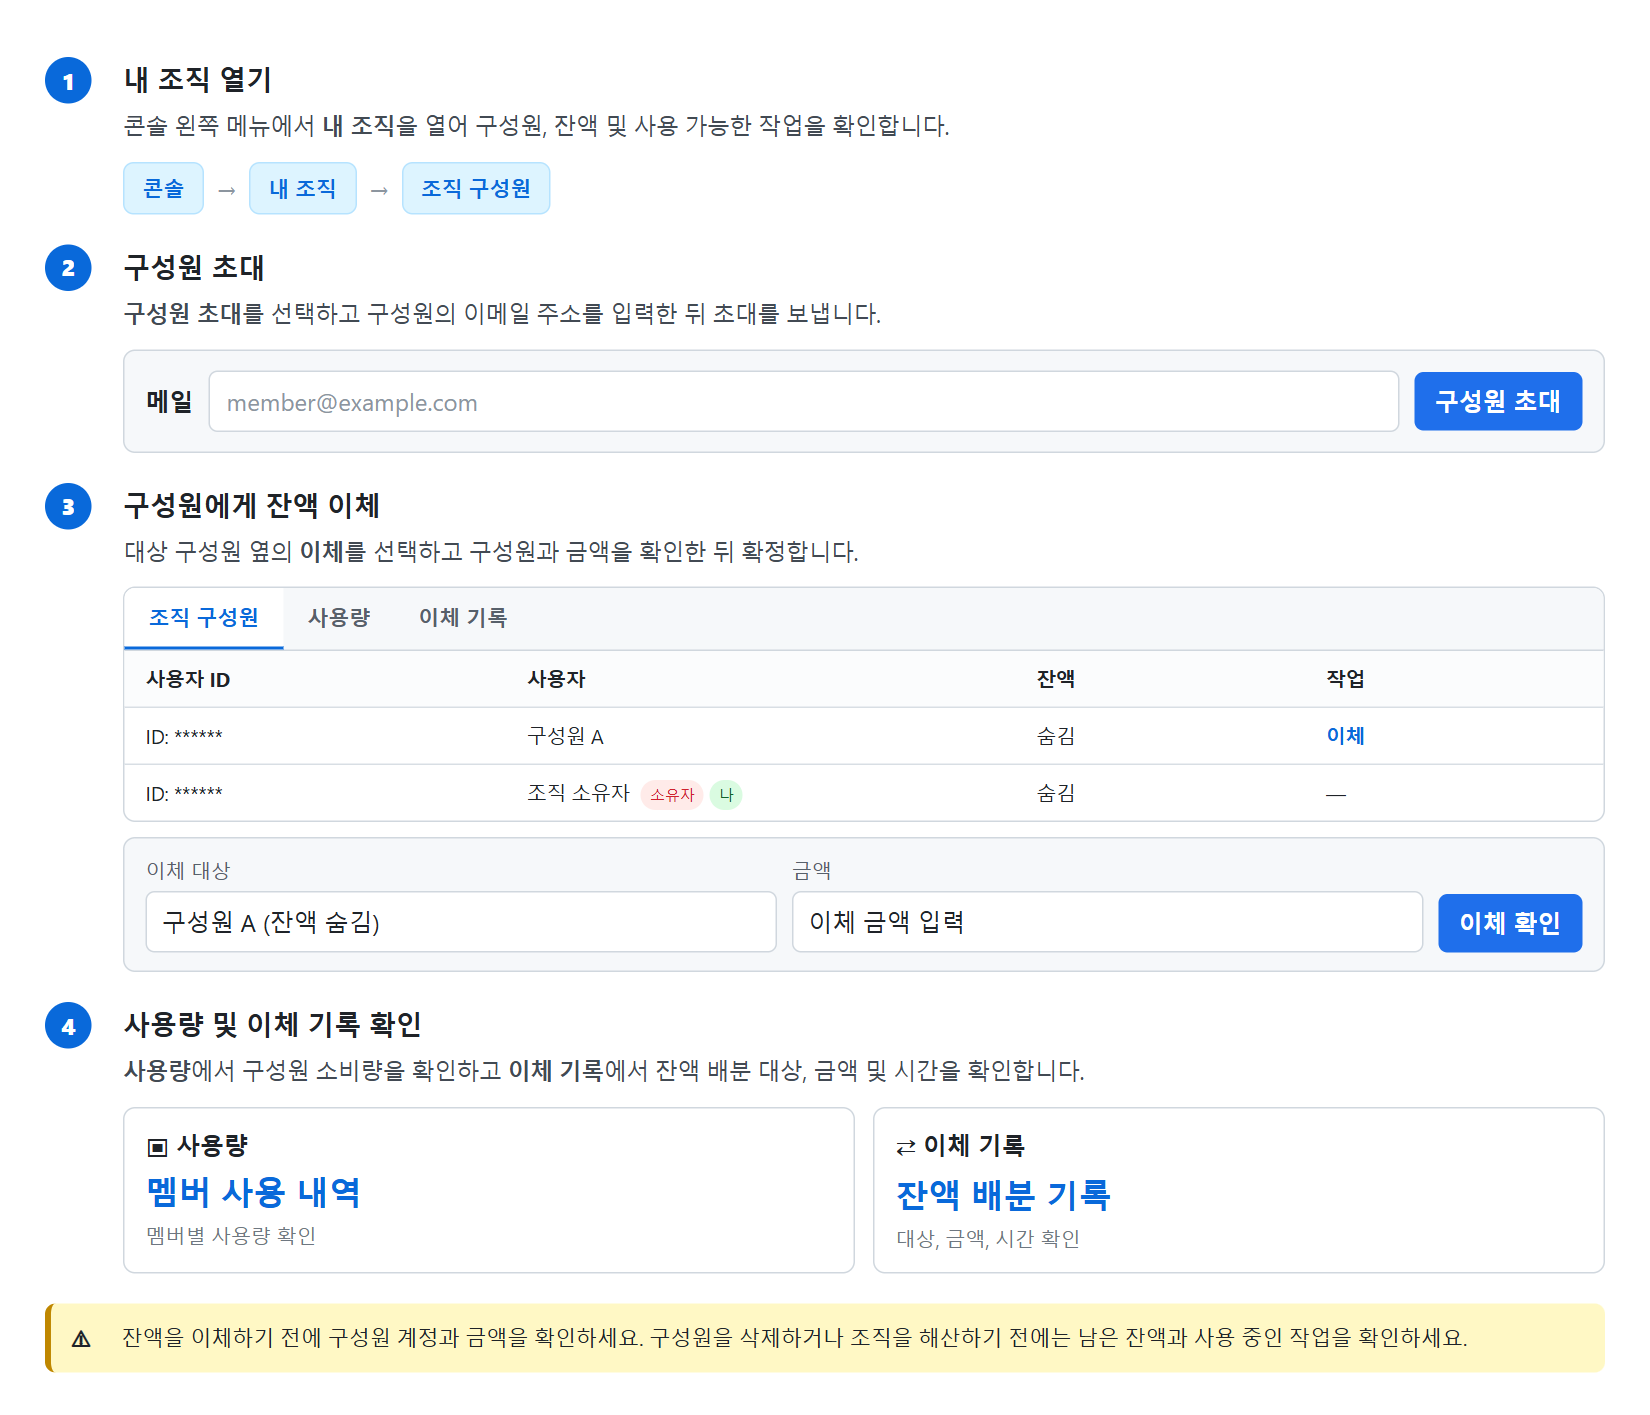 1
내 조직 열기
콘솔 왼쪽 메뉴에서 내 조직을 열어 구성원, 잔액 및 사용 가능한 작업을 확인합니다.
콘솔 → 내 조직 → 조직 구성원
2
구성원 초대
구성원 초대를 선택하고 구성원의 이메일 주소를 입력한 뒤 초대를 보냅니다.
메일 member@example.com 구성원 초대
3
구성원에게 잔액 이체
대상 구성원 옆의 이체를 선택하고 구성원과 금액을 확인한 뒤 확정합니다.
조직 구성원 사용량 이체 기록
사용자 ID 사용자 잔액 작업
ID: ****** 구성원 A 숨김 이체
ID: ****** 조직 소유자 소유자 나 숨김 —
이체 대상 금액
구성원 A (잔액 숨김) 이체 금액 입력 이체 확인
4
사용량 및 이체 기록 확인
사용량에서 구성원 소비량을 확인하고 이체 기록에서 잔액 배분 대상, 금액 및 시간을 확인합니다.
▣ 사용량
멤버 사용 내역
멤버별 사용량 확인
⇄ 이체 기록
잔액 배분 기록
대상, 금액, 시간 확인
⚠ 잔액을 이체하기 전에 구성원 계정과 금액을 확인하세요. 구성원을 삭제하거나 조직을 해산하기 전에는 남은 잔액과 사용 중인 작업을 확인하세요.